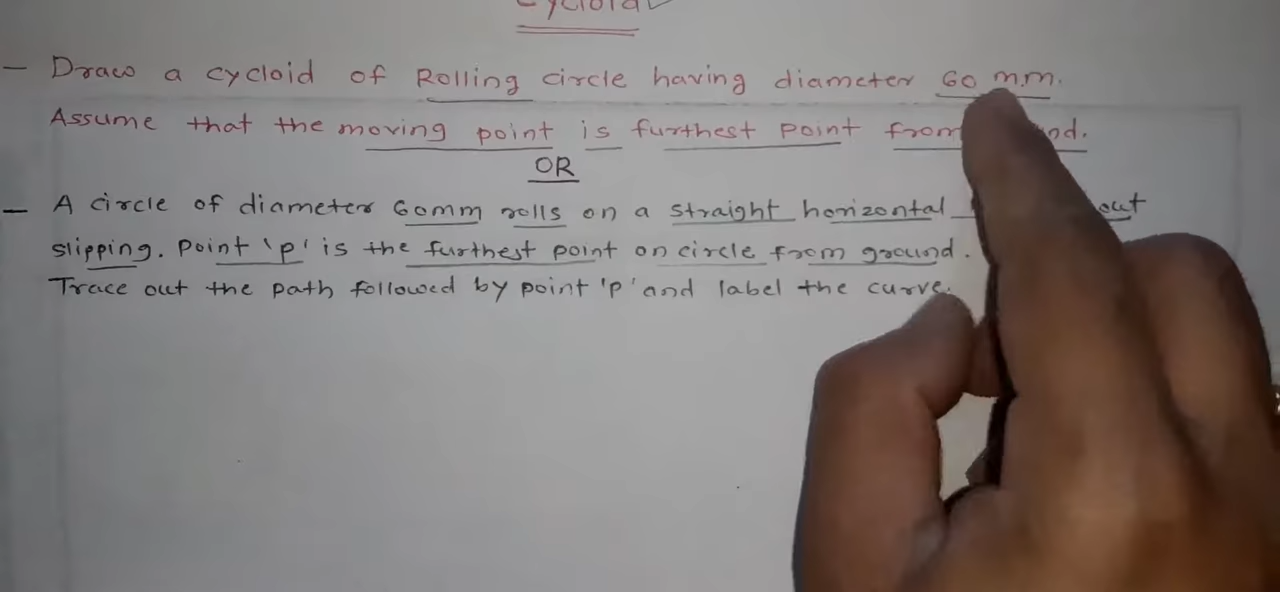 Cycloid
- Draw a cycloid of Rolling circle having diameter 60 m.m.
Assume that the moving point is furthest point from
OR
- A circle of diameter 60mm rolls on a straight horizontal
slipping. Point 'P' is the furthest point on circle from ground.
Trace out the path followed by point 'P' and label the curve.